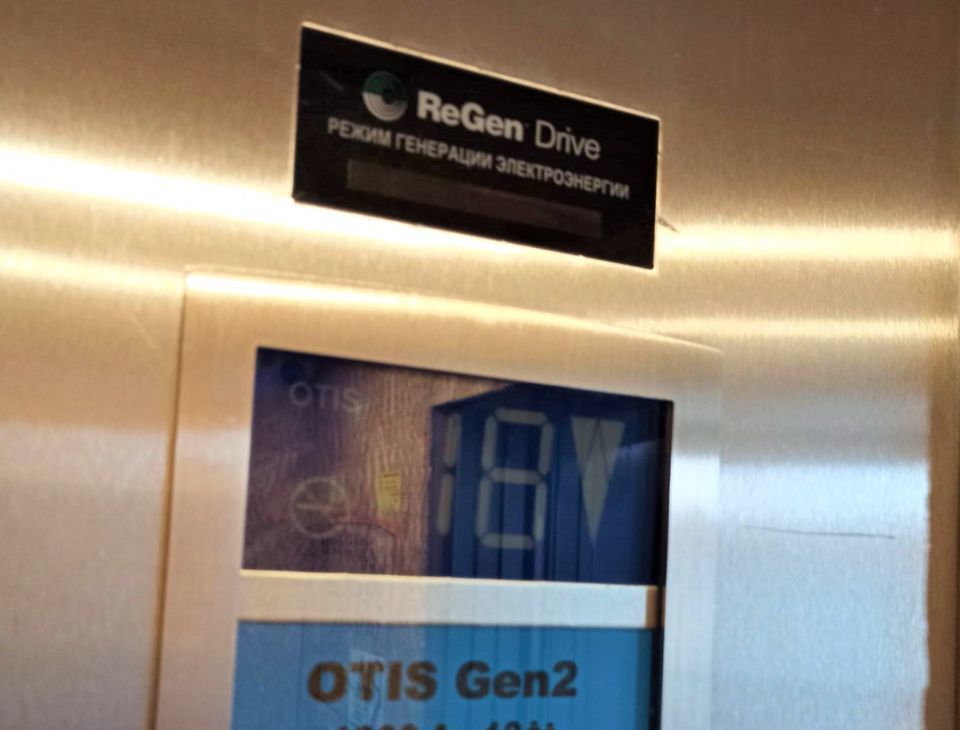 ReGen Drive
РЕЖИМ ГЕНЕРАЦИИ ЭЛЕКТРОЭНЕРГИИ
OTIS
18
OTIS Gen2